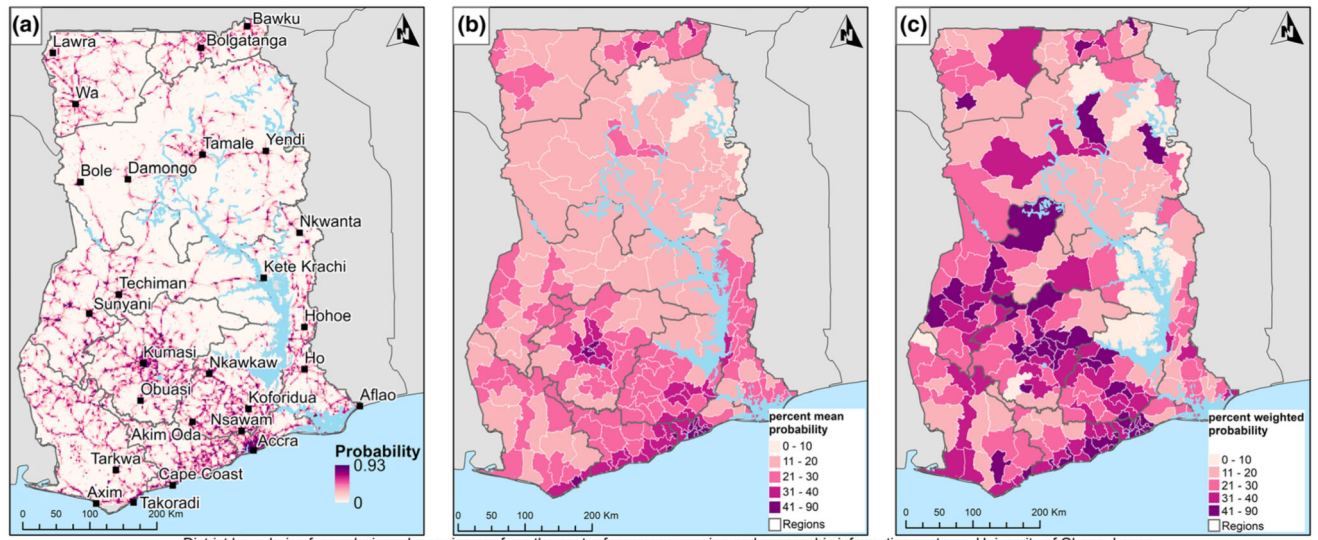 (a)
N
Bawku
Bolgatanga
Lawra
Wa
Tamale
Yendi
Bole
Damongo
Nkwanta
Kete Krachi
Techiman
Sunyani
Hohoe
Kumasi
Nkawkaw
Ho
Obuasi
Koforidua
Aflao
Nsawam
Akim Oda
Accra
Tarkwa
Cape Coast
Axim
Takoradi
Probability
0.93
0
0 50 100 200 Km
(b)
N
percent mean
probability
0 - 10
11 - 20
21 - 30
31 - 40
41 - 90
Regions
0 50 100 200 Km
(c)
N
percent weighted
probability
0 - 10
11 - 20
21 - 30
31 - 40
41 - 90
Regions
0 50 100 200 Km